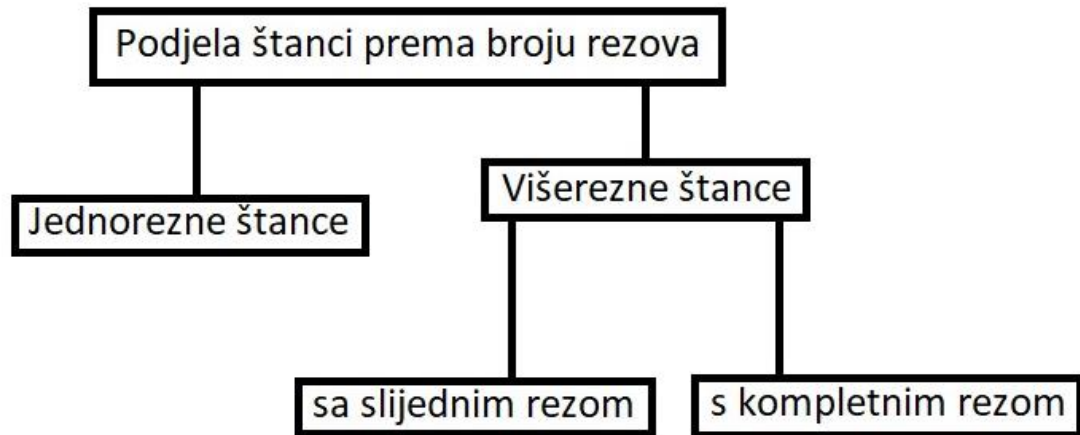 Podjela štanci prema broju rezova
Jednorezne štance
Višerezne štance
sa slijednim rezom
s kompletnim rezom